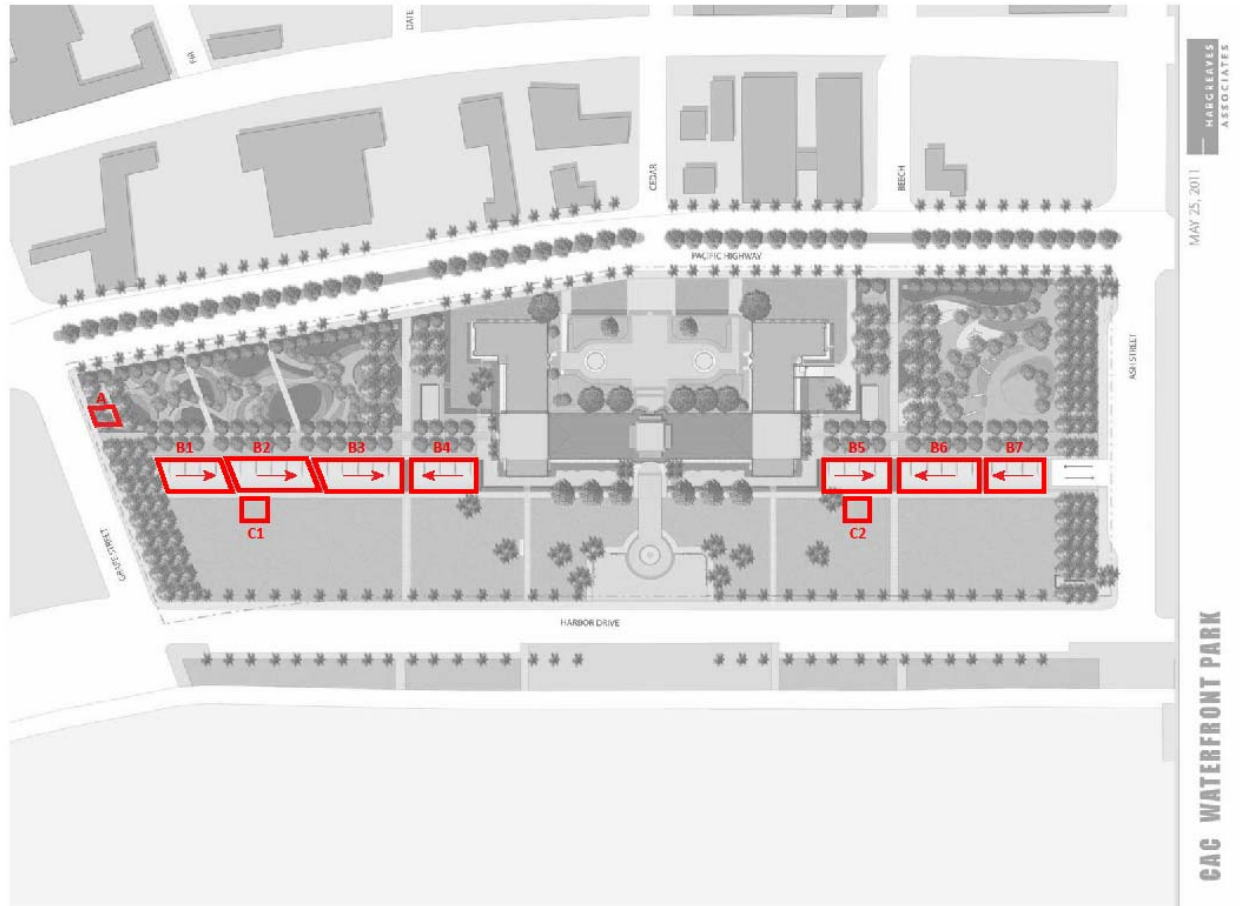 DATE
FIR
CEDAR
BEECH
PACIFIC HIGHWAY
ASH STREET
A
B1
B2
B3
B4
B5
B6
B7
C1
C2
GRAPE STREET
HARBOR DRIVE
HARGREAVES
ASSOCIATES
MAY 25, 2011
CAC WATERFRONT PARK